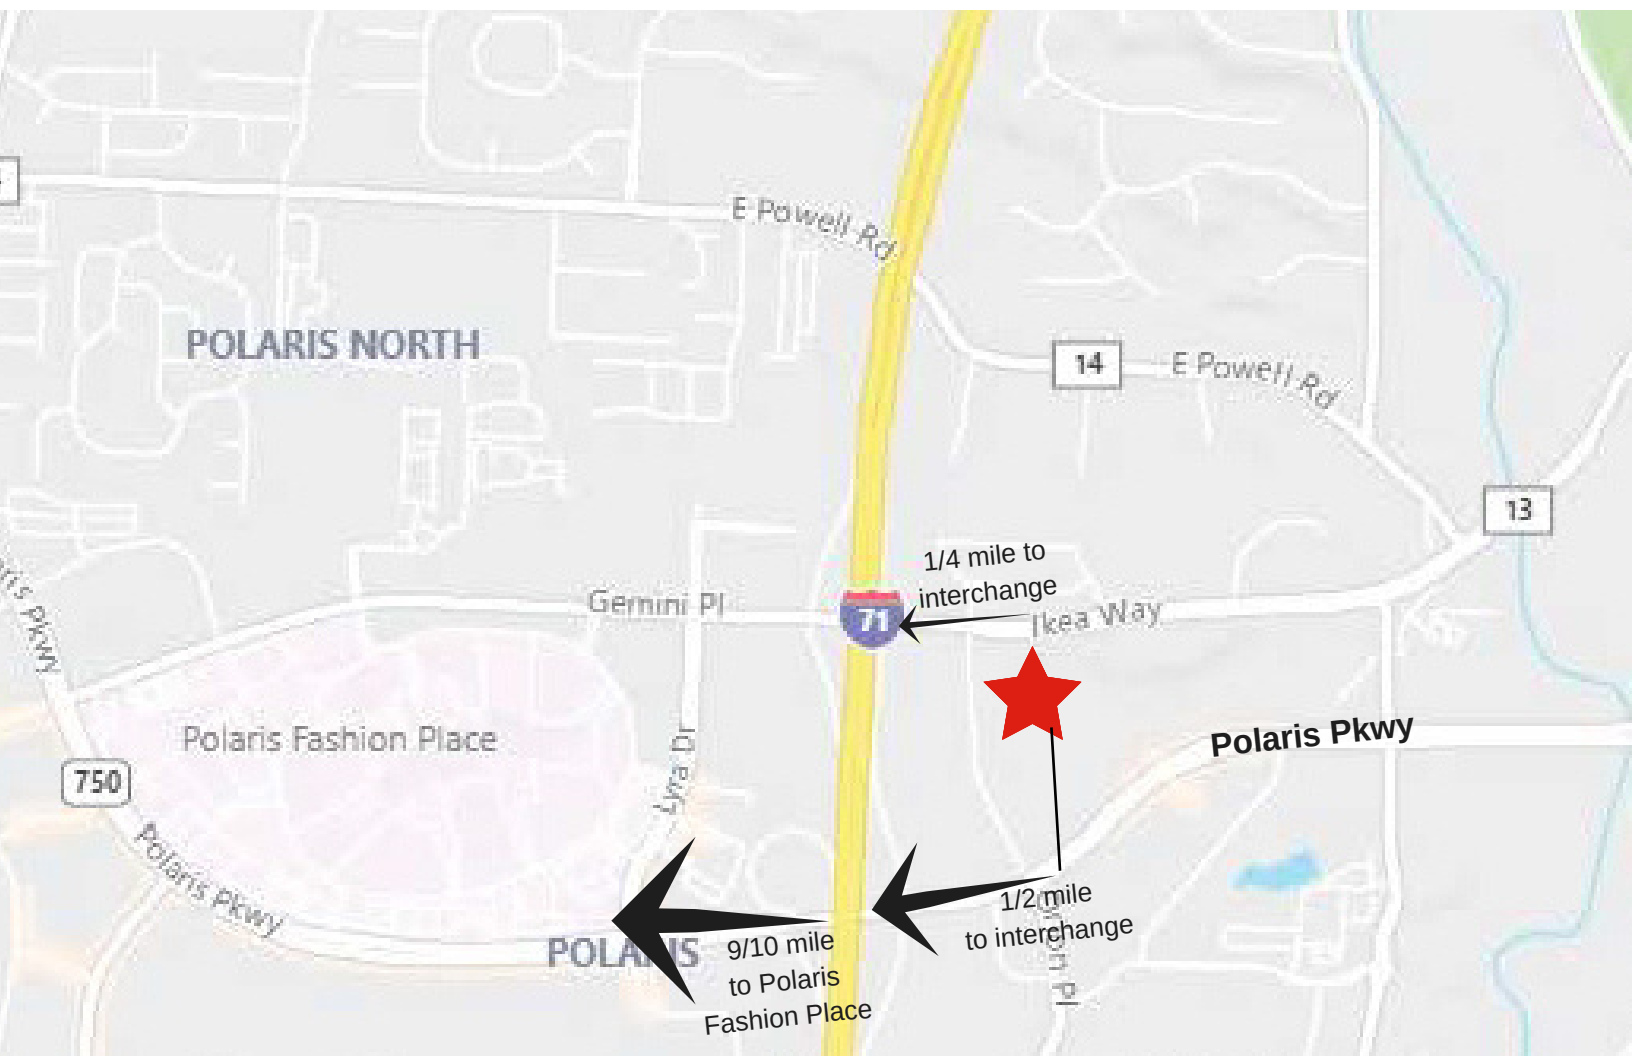 E Powell Rd
POLARIS NORTH
14
E Powell Rd
13
1/4 mile to
interchange
Gemini Pl
71
Ikea Way
Polaris Fashion Place
Polaris Pkwy
750
Lyra Dr
Polaris Pkwy
1/2 mile
to interchange
POLARIS
9/10 mile
to Polaris
Fashion Place
Pl